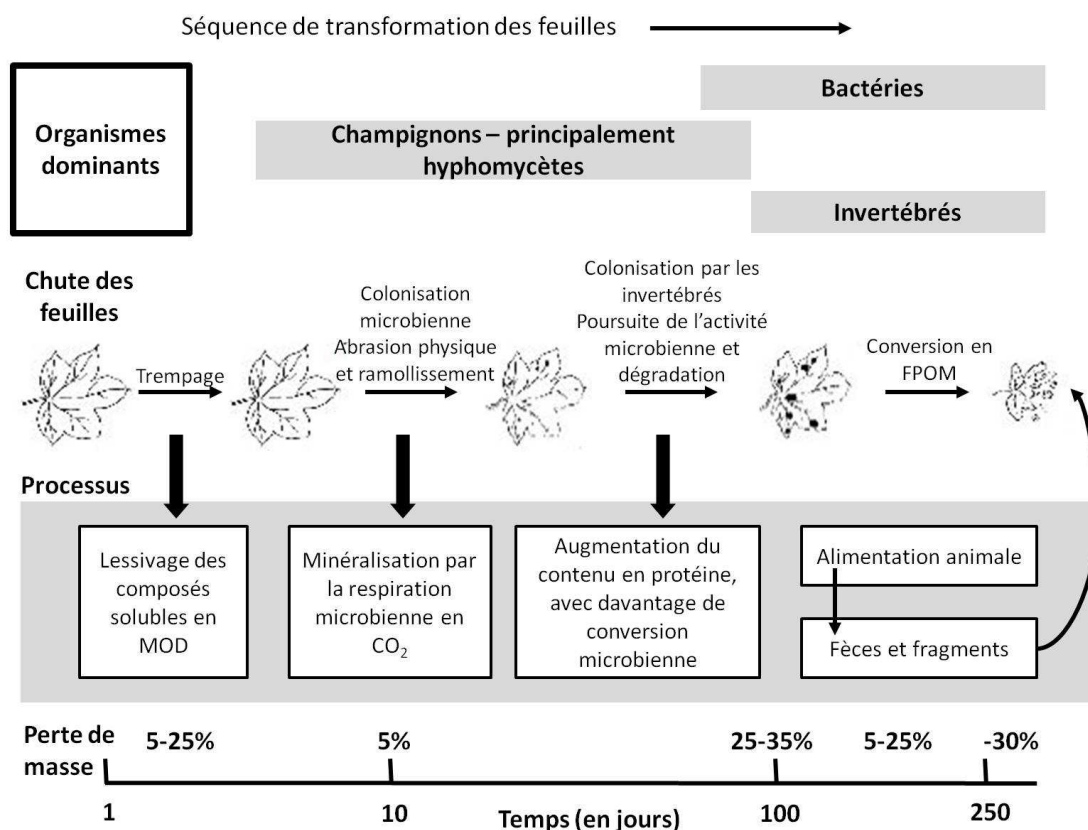 Séquence de transformation des feuilles
Bactéries
Organismes
dominants
Champignons – principalement
hyphomycètes
Invertébrés
Chute des
feuilles
Trempage
Colonisation
microbienne
Abrasion physique
et ramollissement
Colonisation par les
invertébrés
Poursuite de l'activité
microbienne et
dégradation
Conversion en
FPOM
Processus
Lessivage des
composés
solubles en
MOD
Minéralisation par
la respiration
microbienne en
CO₂
Augmentation du
contenu en protéine,
avec davantage de
conversion
microbienne
Alimentation animale
Fèces et fragments
Perte de
masse
5-25%
5%
25-35%
5-25%
-30%
1
10
Temps (en jours)
100
250